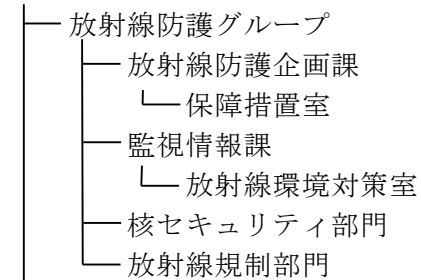 放射線防護グループ
放射線防護企画課
保障措置室
監視情報課
放射線環境対策室
核セキュリティ部門
放射線規制部門